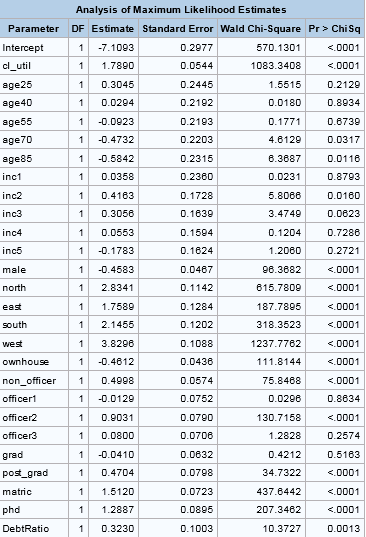 Analysis of Maximum Likelihood Estimates
Parameter DF Estimate Standard Error Wald Chi-Square Pr > ChiSq
Intercept 1 -7.1093 0.2977 570.1301 <.0001
cl_util 1 1.7890 0.0544 1083.3408 <.0001
age25 1 0.3045 0.2445 1.5515 0.2129
age40 1 0.0294 0.2192 0.0180 0.8934
age55 1 -0.0923 0.2193 0.1771 0.6739
age70 1 -0.4732 0.2203 4.6129 0.0317
age85 1 -0.5842 0.2315 6.3687 0.0116
inc1 1 0.0358 0.2360 0.0231 0.8793
inc2 1 0.4163 0.1728 5.8066 0.0160
inc3 1 0.3056 0.1639 3.4749 0.0623
inc4 1 0.0553 0.1594 0.1204 0.7286
inc5 1 -0.1783 0.1624 1.2060 0.2721
male 1 -0.4583 0.0467 96.3682 <.0001
north 1 2.8341 0.1142 615.7809 <.0001
east 1 1.7589 0.1284 187.7895 <.0001
south 1 2.1455 0.1202 318.3523 <.0001
west 1 3.8296 0.1088 1237.7762 <.0001
ownhouse 1 -0.4612 0.0436 111.8144 <.0001
non_officer 1 0.4998 0.0574 75.8468 <.0001
officer1 1 -0.0129 0.0752 0.0296 0.8634
officer2 1 0.9031 0.0790 130.7158 <.0001
officer3 1 0.0800 0.0706 1.2828 0.2574
grad 1 -0.0410 0.0632 0.4212 0.5163
post_grad 1 0.4704 0.0798 34.7322 <.0001
matric 1 1.5120 0.0723 437.6442 <.0001
phd 1 1.2887 0.0895 207.3462 <.0001
DebtRatio 1 0.3230 0.1003 10.3727 0.0013